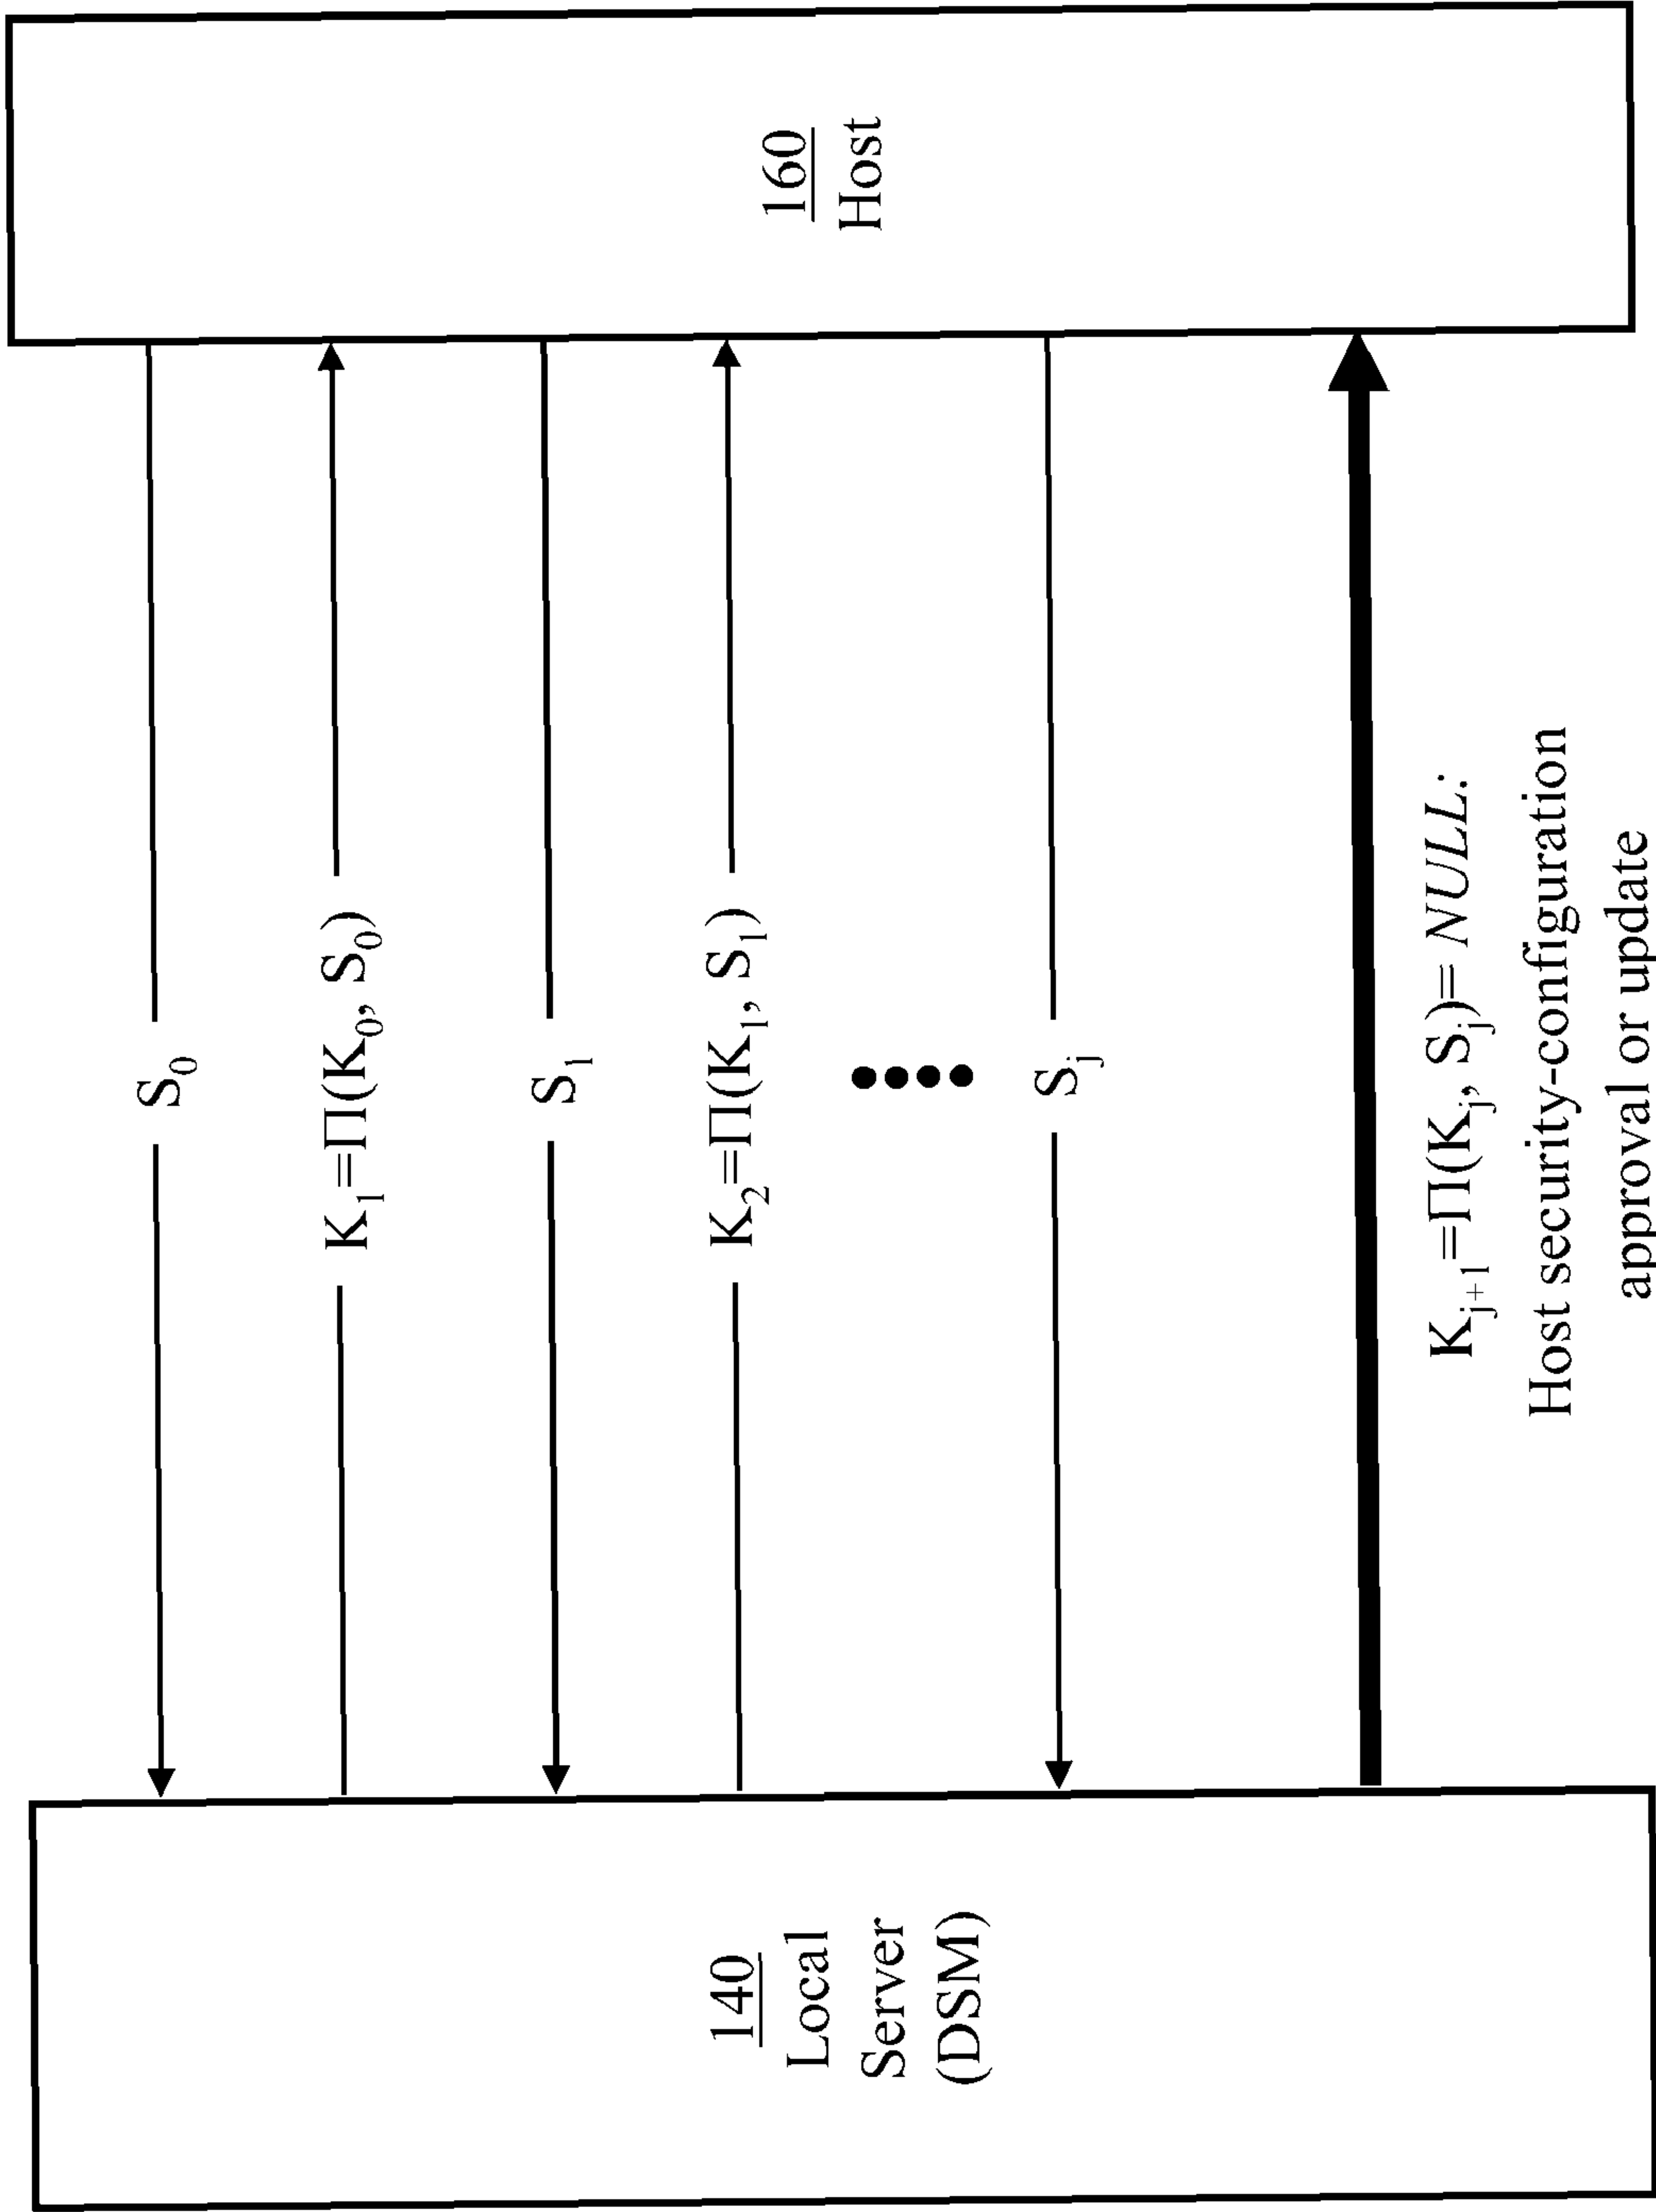 140
Local
Server
(DSM)
S₀
K₁=Π(K₀, S₀)
S₁
K₂=Π(K₁, S₁)
Sⱼ
Kⱼ₊₁=Π(Kⱼ, Sⱼ)= NULL:
Host security-configuration
approval or update
160
Host